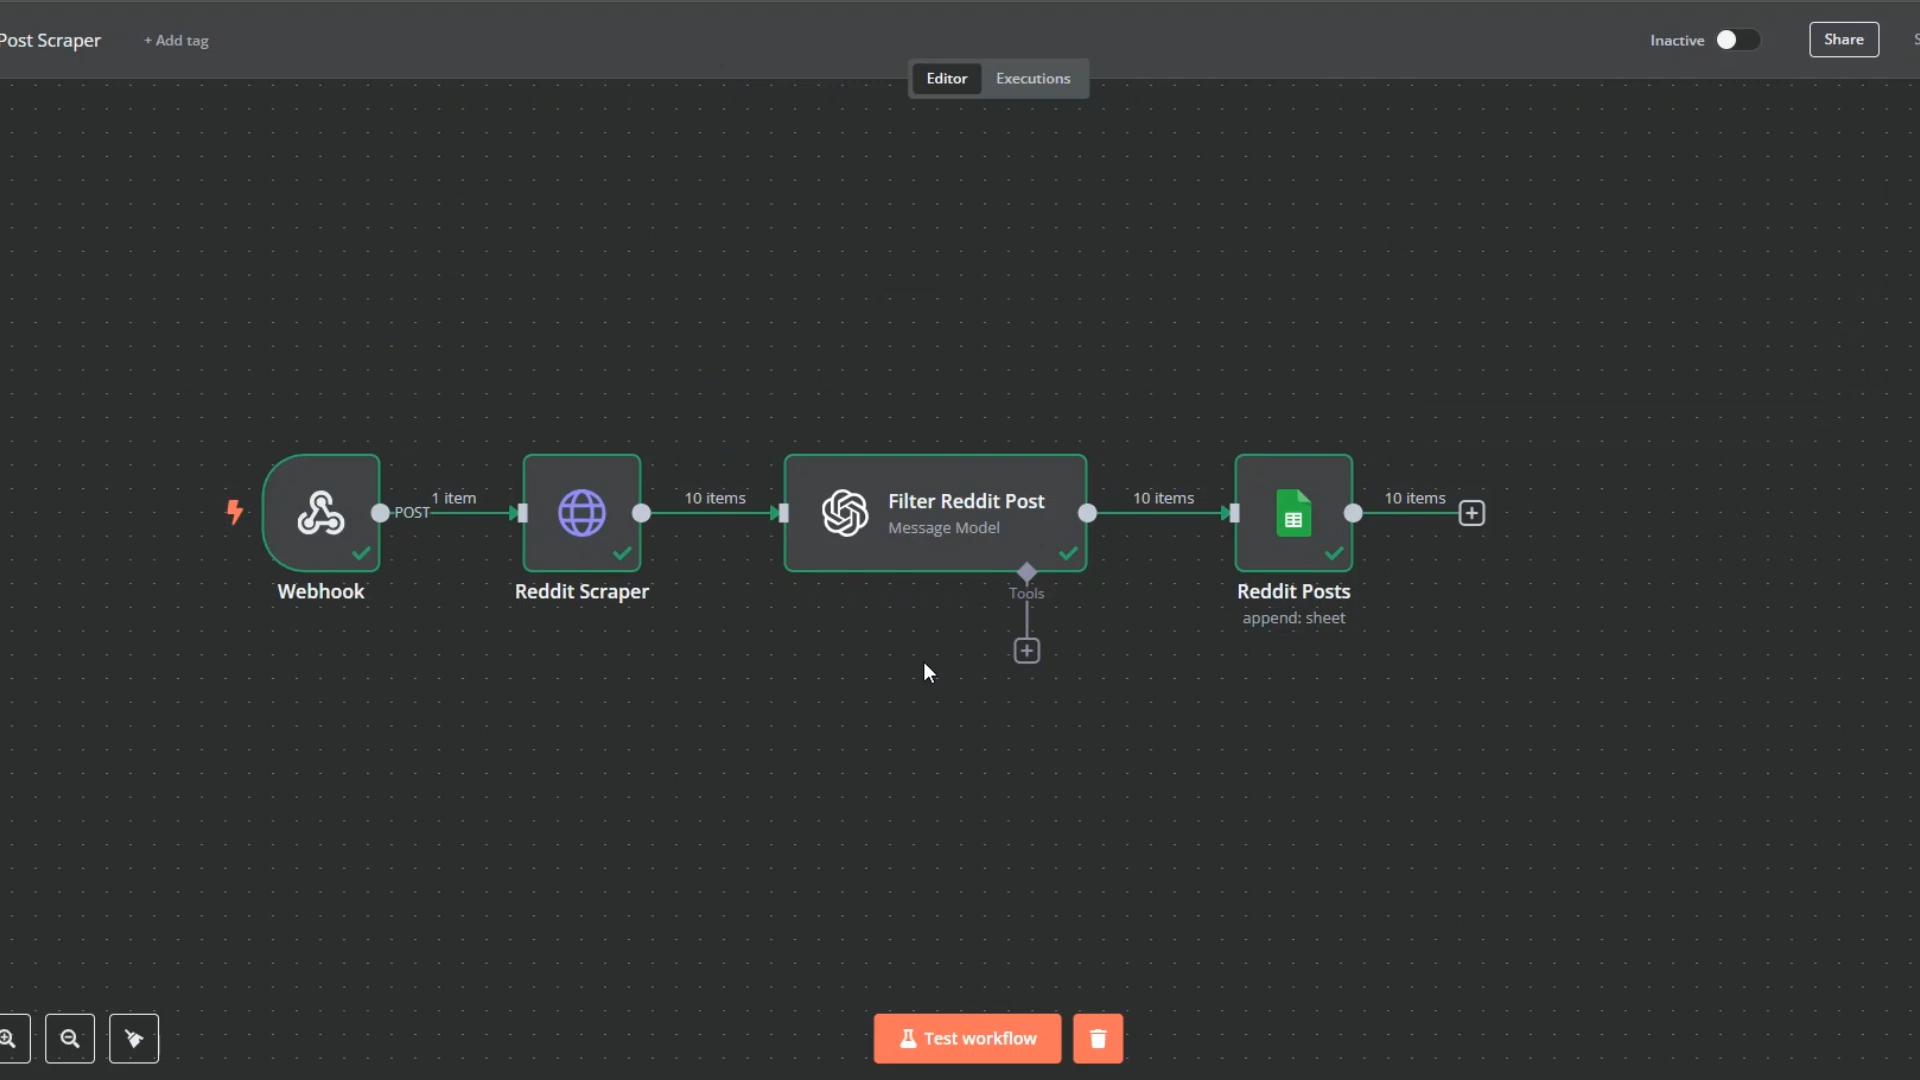 Post Scraper
+ Add tag
Inactive
Share
Editor
Executions
POST
1 item
10 items
Filter Reddit Post
Message Model
10 items
10 items
Webhook
Reddit Scraper
Tools
Reddit Posts
append: sheet
Test workflow